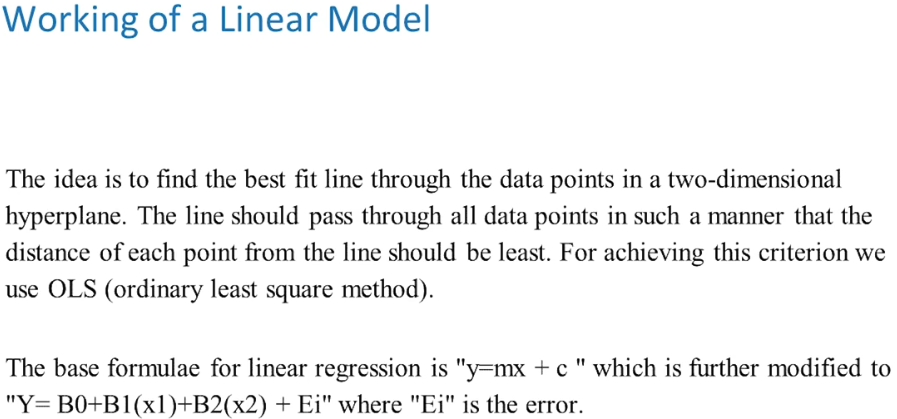 Working of a Linear Model
The idea is to find the best fit line through the data points in a two-dimensional
hyperplane. The line should pass through all data points in such a manner that the
distance of each point from the line should be least. For achieving this criterion we
use OLS (ordinary least square method).
The base formulae for linear regression is "y=mx + c " which is further modified to
"Y= B0+B1(x1)+B2(x2) + Ei" where "Ei" is the error.